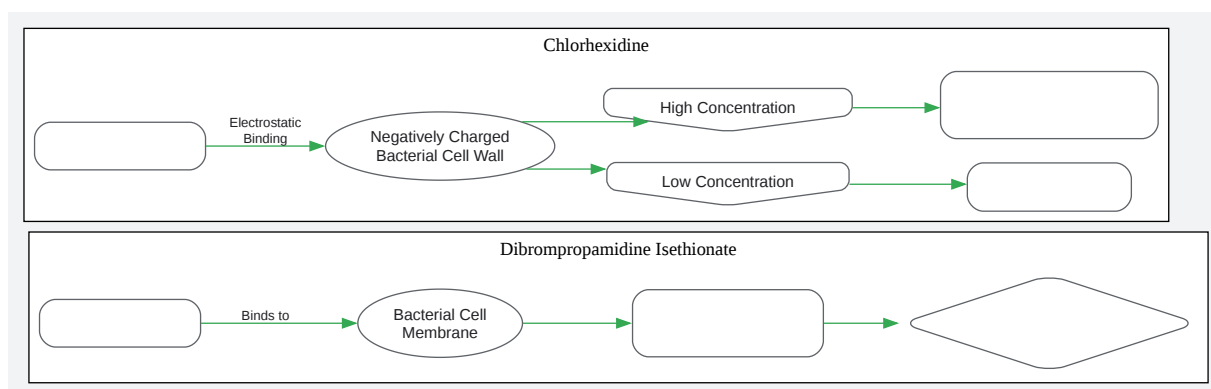 Chlorhexidine
Electrostatic
Binding
Negatively Charged
Bacterial Cell Wall
High Concentration
Low Concentration
Dibrompropamidine Isethionate
Binds to
Bacterial Cell
Membrane